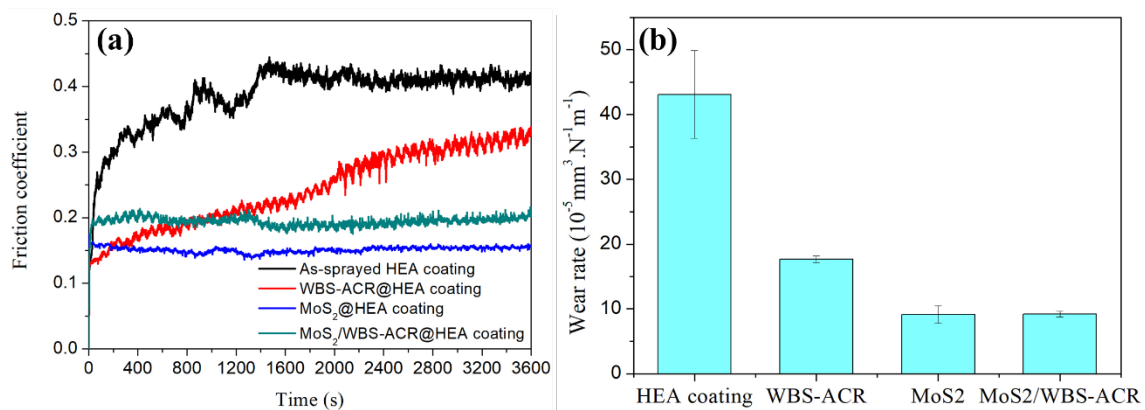 (a)
0.5
0.4
0.3
0.2
0.1
0.0
Friction coefficient
As-sprayed HEA coating
WBS-ACR@HEA coating
MoS₂@HEA coating
MoS₂/WBS-ACR@HEA coating
0 400 800 1200 1600 2000 2400 2800 3200 3600
Time (s)
(b)
50
40
30
20
10
0
Wear rate (10⁻⁵ mm³.N⁻¹m⁻¹)
HEA coating WBS-ACR MoS2 MoS2/WBS-ACR